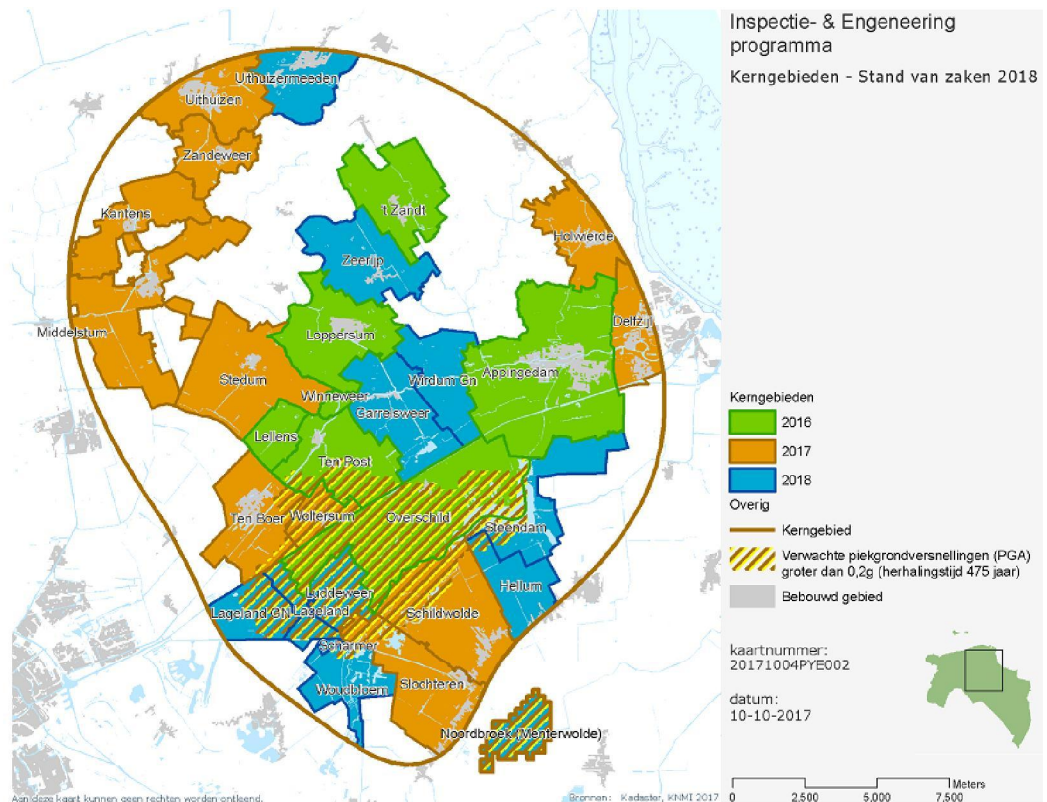 Inspectie- & Engeneering
programma
Kerngebieden - Stand van zaken 2018
Uithuizermeeden
Uithuizen
Zandeweer
't Zandt
Kantens
Holwierde
Zeerijp
Middelstum
Loppersum
Delfzijl
Stedum
Wirdum Gn
Appingedam
Winneweer
Garrelsweer
Lellens
Ten Post
Ten Boer
Woltersum
Overschild
Steendam
Hellum
Luddeweer
Lageland GN
Lageland
Schildwolde
Scharmer
Woudbloem
Slochteren
Noordbroek (Menterwolde)
Kerngebieden
2016
2017
2018
Overig
Kerngebied
Verwachte piekgrondversnellingen (PGA)
groter dan 0,2g (herhalingstijd 475 jaar)
Bebouwd gebied
kaartnummer:
20171004PYE002
datum:
10-10-2017
Meters
0 2.500 5.000 7.500
Aan deze kaart kunnen geen rechten worden ontleend.
Bronnen: Kadaster, KNMI 2017